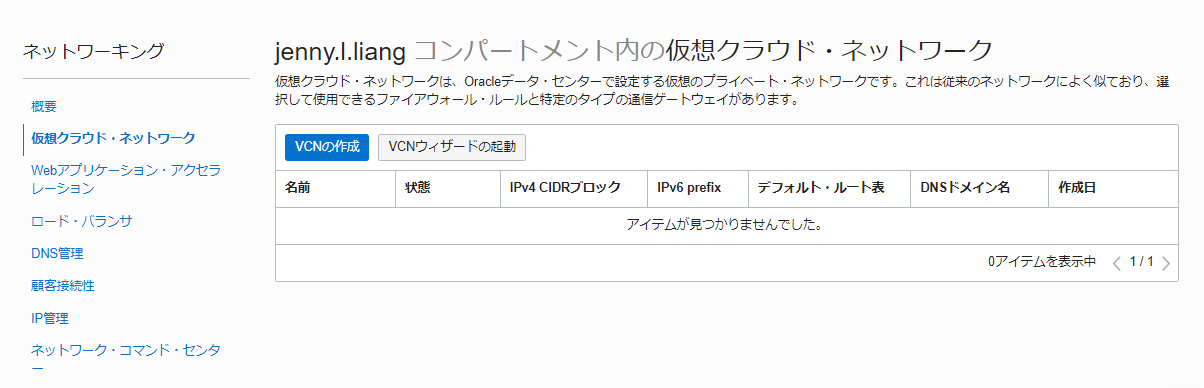 ネットワーキング
概要
仮想クラウド・ネットワーク
Webアプリケーション・アクセラ
レーション
ロード・バランサ
DNS管理
顧客接続性
IP管理
ネットワーク・コマンド・センタ
ー
jenny.l.liang コンパートメント内の仮想クラウド・ネットワーク
仮想クラウド・ネットワークは、Oracleデータ・センターで設定する仮想のプライベート・ネットワークです。これは従来のネットワークによく似ており、選
択して使用できるファイアウォール・ルールと特定のタイプの通信ゲートウェイがあります。
VCNの作成 VCNウィザードの起動
名前 状態 IPv4 CIDRブロック IPv6 prefix デフォルト・ルート表 DNSドメイン名 作成日
アイテムが見つかりませんでした。
0アイテムを表示中 1 / 1